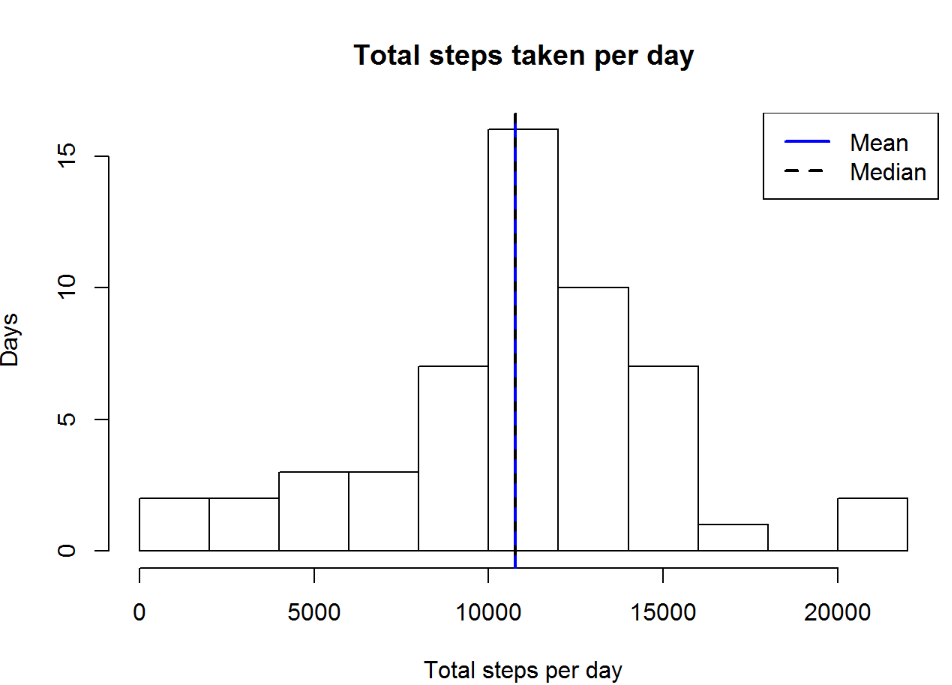 Total steps taken per day
Mean
Median
15
10
5
0
Days
0 5000 10000 15000 20000
Total steps per day